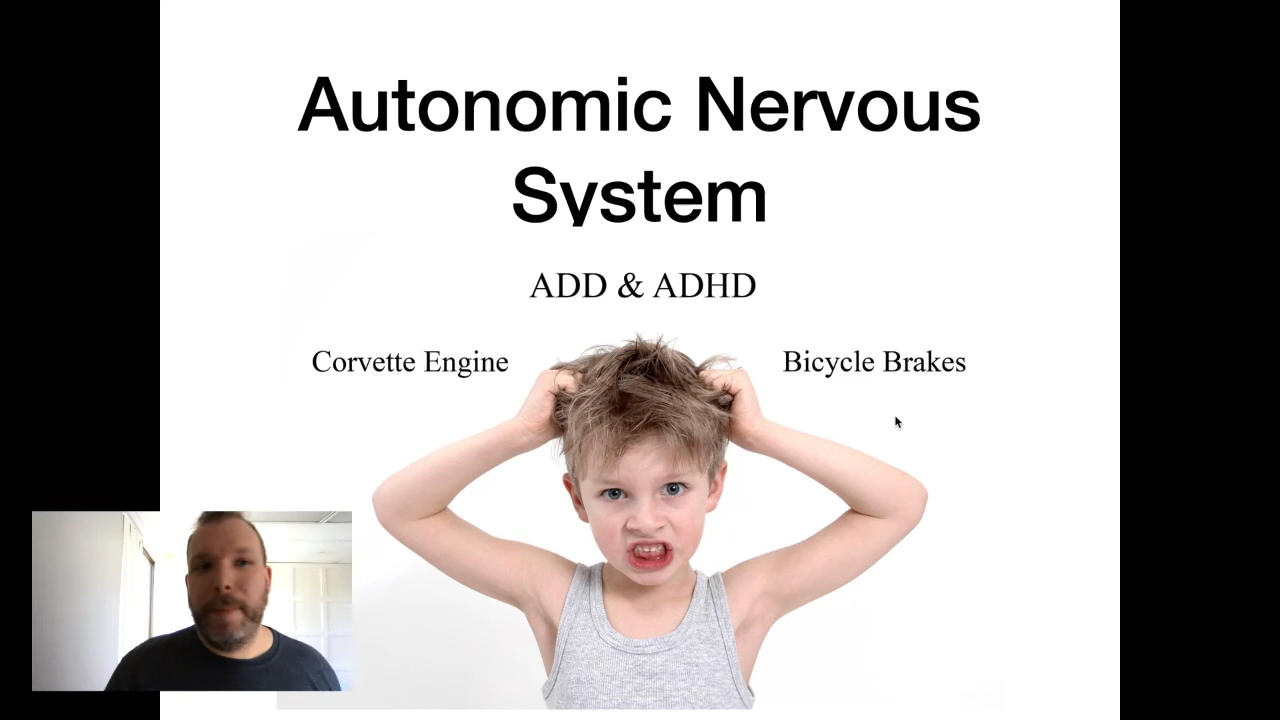 Autonomic Nervous
System
ADD & ADHD
Corvette Engine
Bicycle Brakes